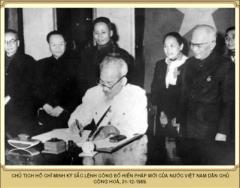 CHỦ TỊCH HỒ CHÍ MINH KÝ SẮC LỆNH CÔNG BỐ HIẾN PHÁP MỚI CỦA NƯỚC VIỆT NAM DÂN CHỦ
CỘNG HOÀ, 31-12-1959.